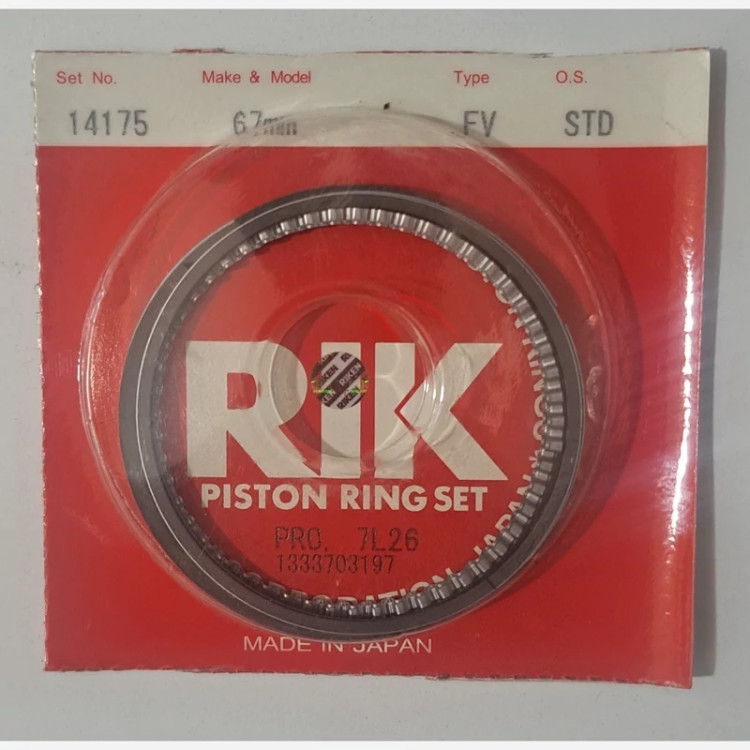 Set No. Make & Model Type O.S.
14175 67mm FV STD
RIK
RIKEN
PISTON RING SET
PRO. 7L26
1333703197
MADE IN JAPAN